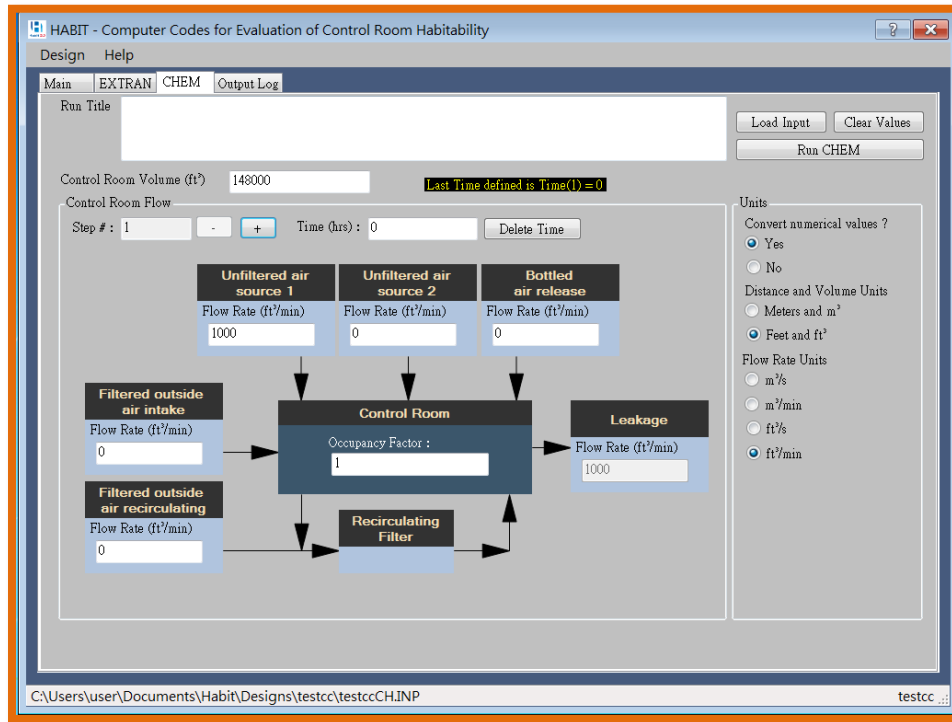 HABIT - Computer Codes for Evaluation of Control Room Habitability
Design Help
Main EXTRAN CHEM Output Log
Run Title
Load Input Clear Values
Run CHEM
Control Room Volume (ft³) 148000
Last Time defined is Time(1) = 0
Control Room Flow
Step # : 1 - + Time (hrs) : 0 Delete Time
Unfiltered air
source 1
Flow Rate (ft³/min)
1000
Unfiltered air
source 2
Flow Rate (ft³/min)
0
Bottled
air release
Flow Rate (ft³/min)
0
Filtered outside
air intake
Flow Rate (ft³/min)
0
Control Room
Occupancy Factor :
1
Leakage
Flow Rate (ft³/min)
1000
Filtered outside
air recirculating
Flow Rate (ft³/min)
0
Recirculating
Filter
Units
Convert numerical values ?
Yes
No
Distance and Volume Units
Meters and m³
Feet and ft³
Flow Rate Units
m³/s
m³/min
ft³/s
ft³/min
C:\Users\user\Documents\Habit\Designs\testcc\testccCH.INP
testcc